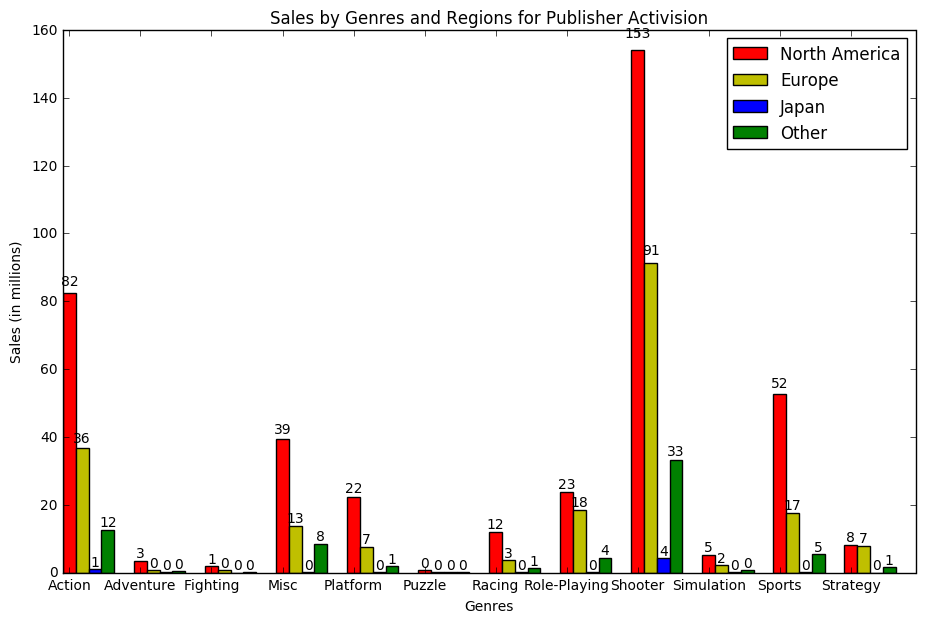 Sales by Genres and Regions for Publisher Activision
160
140
120
100
80
60
40
20
0
Sales (in millions)
North America
Europe
Japan
Other
82 36 1 12
3 0 0 0
1 0 0 0
39 13 0 8
22 7 0 1
0 0 0 0
12 3 0 1
23 18 0 4
153 91 4 33
5 2 0 0
52 17 0 5
8 7 0 1
Action Adventure Fighting Misc Platform Puzzle Racing Role-Playing Shooter Simulation Sports Strategy
Genres